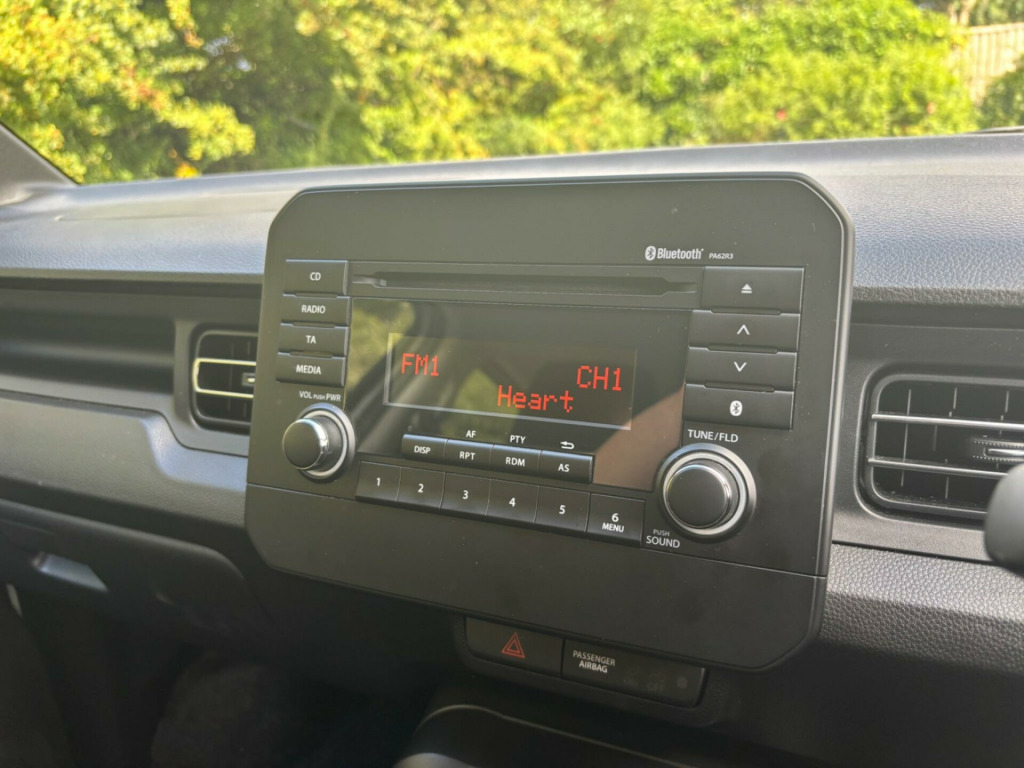 Bluetooth® PA62R3
CD
RADIO
TA
MEDIA
VOL PUSH PWR
FM1
CH1
Heart
AF
PTY
DISP
RPT
RDM
AS
1
2
3
4
5
6
MENU
TUNE/FLD
PUSH
SOUND
PASSENGER
AIRBAG